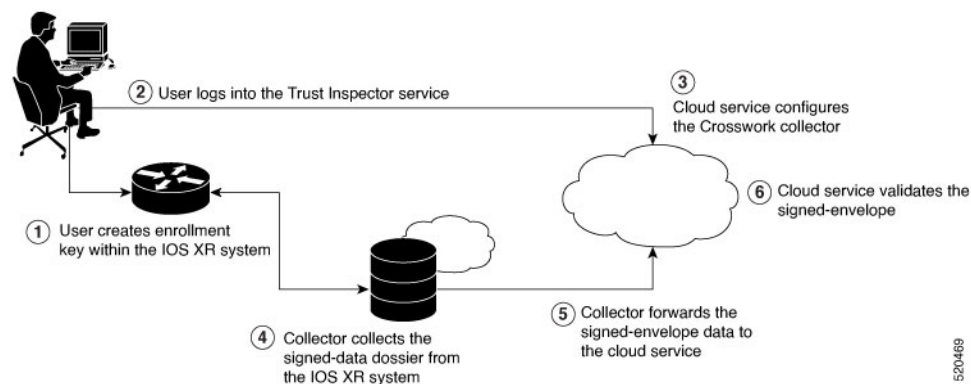 2 User logs into the Trust Inspector service
3
Cloud service configures
the Crosswork collector
6 Cloud service validates the
signed-envelope
1 User creates enrollment
key within the IOS XR system
4 Collector collects the
signed-data dossier from
the IOS XR system
5 Collector forwards the
signed-envelope data to
the cloud service
520469